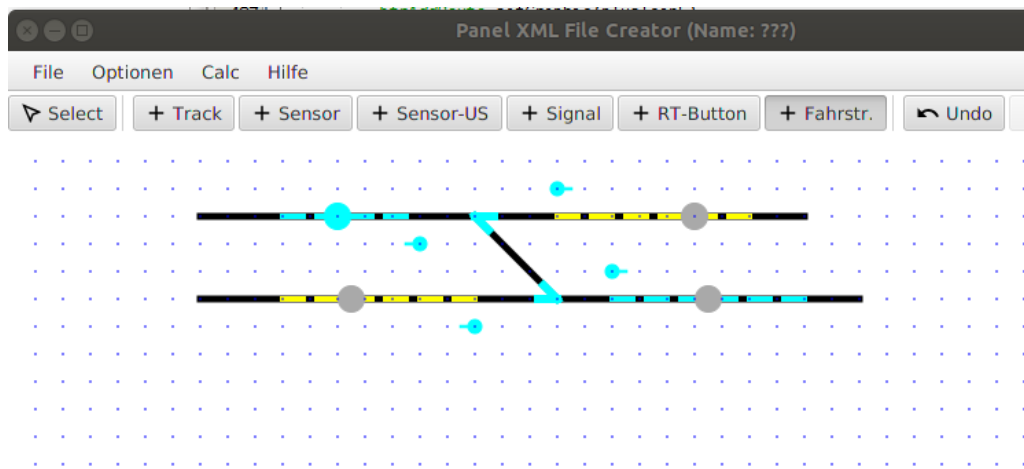 Panel XML File Creator (Name: ???)
File Optionen Calc Hilfe
Select + Track + Sensor + Sensor-US + Signal + RT-Button + Fahrstr. Undo